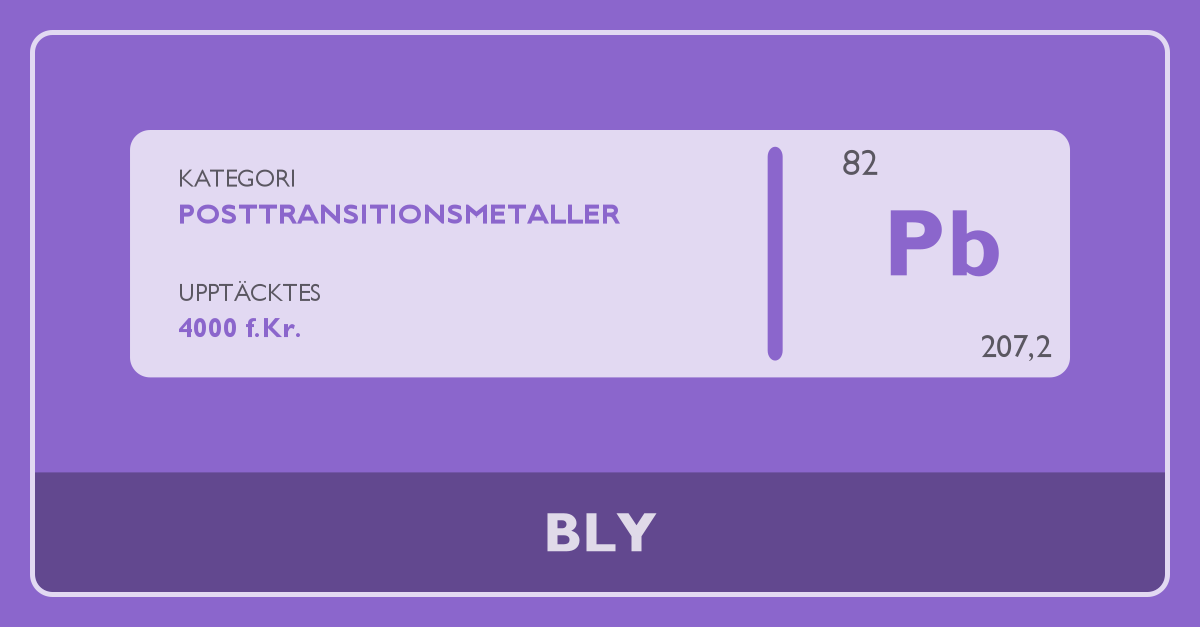 KATEGORI
POSTTRANSITIONSMETALLER
UPPTÄCKTES
4000 f.Kr.
82
Pb
207,2
BLY